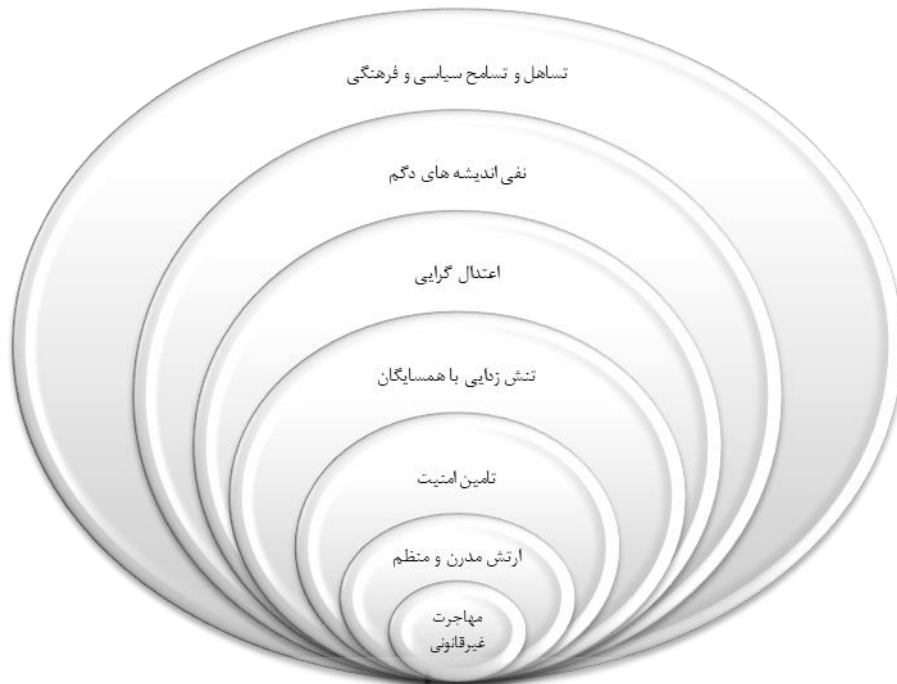 تساهل و تسامح سیاسی و فرهنگی
نفی اندیشه های دگم
اعتدال گرایی
تنش زدایی با همسایگان
تامین امنیت
ارتش مدرن و منظم
مهاجرت
غیرقانونی